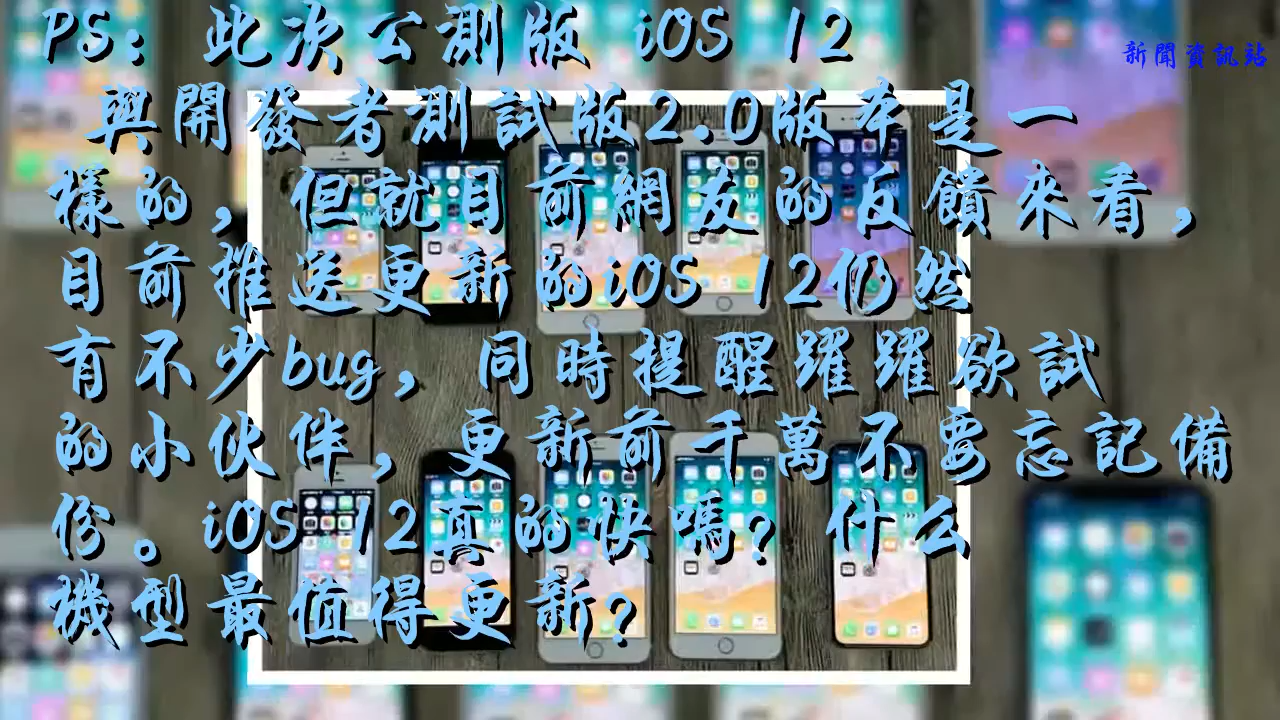 PS：此次公測版 iOS 12
新聞資訊站
與開發者測試版2.0版本是一
樣的，但就目前網友的反饋來看，
目前推送更新的iOS 12仍然
有不少bug，同時提醒躍躍欲試
的小伙伴，更新前千萬不要忘記備
份。iOS 12真的快嗎？什么
機型最值得更新？